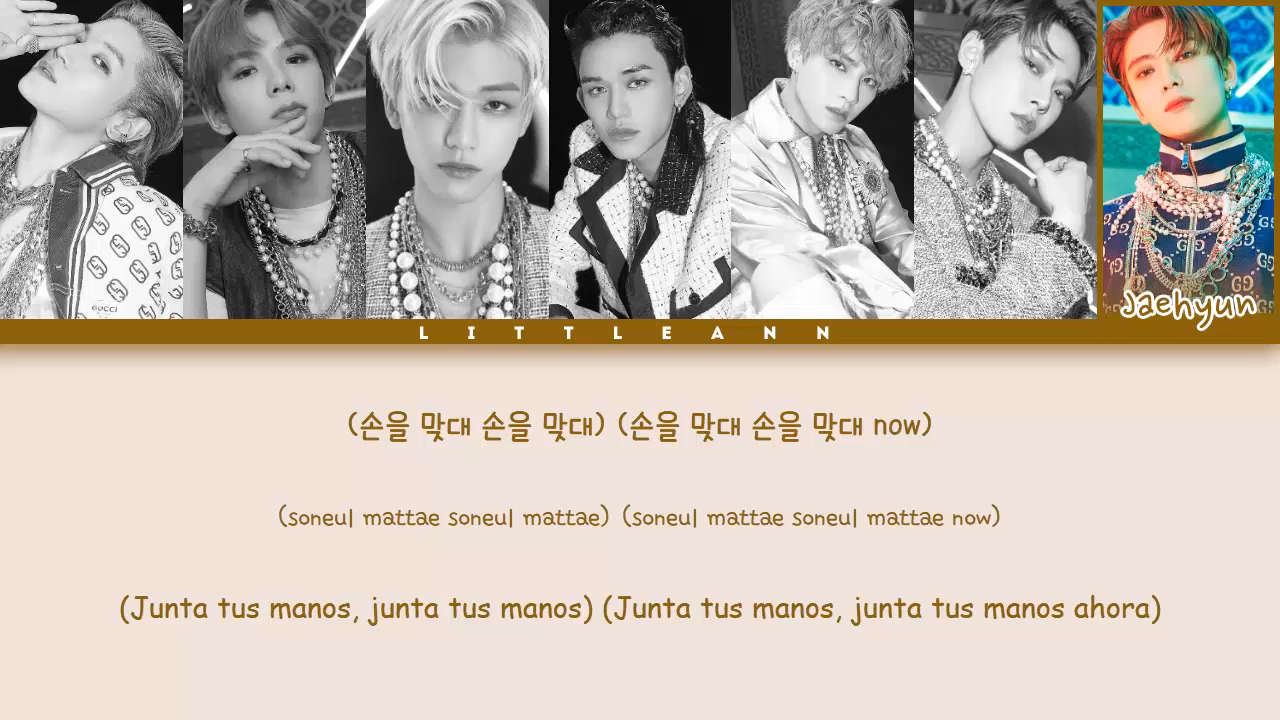 GUCCI
Jaehyun
LITTLEANN
(손을 맞대 손을 맞대) (손을 맞대 손을 맞대 now)
(soneul mattae soneul mattae) (soneul mattae soneul mattae now)
(Junta tus manos, junta tus manos) (Junta tus manos, junta tus manos ahora)